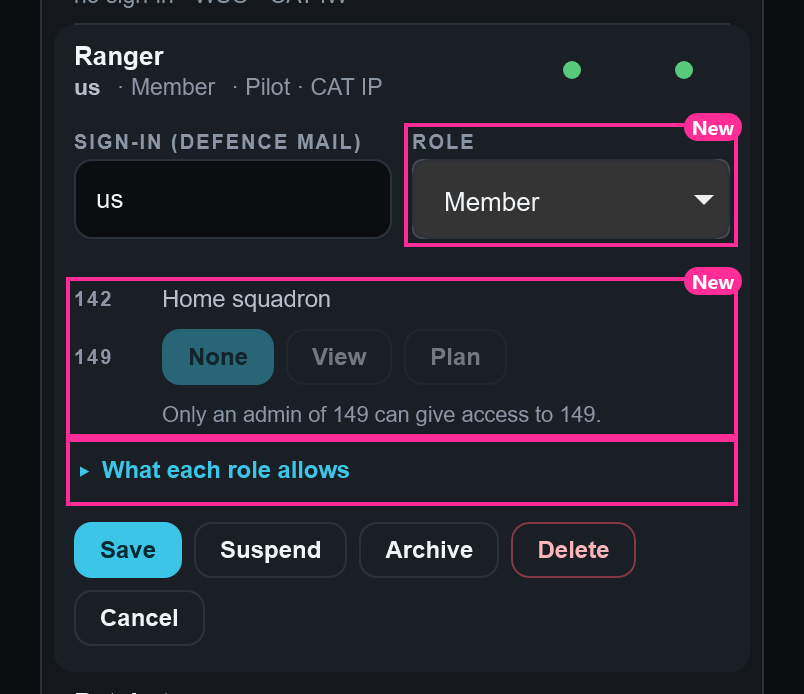 Ranger
us · Member · Pilot · CAT IP
New
SIGN-IN (DEFENCE MAIL) ROLE
us Member
New
142 Home squadron
149 None View Plan
Only an admin of 149 can give access to 149.
▸ What each role allows
Save Suspend Archive Delete
Cancel